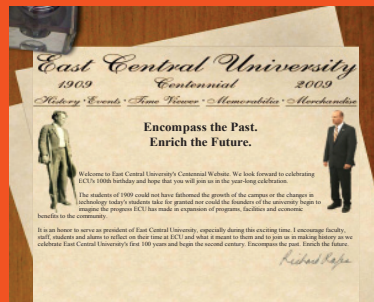 East Central University
1909 Centennial 2009
History · Events · Time Viewer · Memorabilia · Merchandise
Encompass the Past.
Enrich the Future.
Welcome to East Central University's Centennial Website. We look forward to celebrating
ECU's 100th birthday and hope that you will join us in the year-long celebration.
The students of 1909 could not have fathomed the growth of the campus or the changes in
technology today's students take for granted nor could the founders of the university begin to
imagine the progress ECU has made in expansion of programs, facilities and economic
benefits to the community.
It is an honor to serve as president of East Central University, especially during this exciting time. I encourage faculty,
staff, students and alums to reflect on their time at ECU and what it meant to them and to join us in making history as we
celebrate East Central University's first 100 years and begin the second century. Encompass the past. Enrich the future.
Richard Rafes